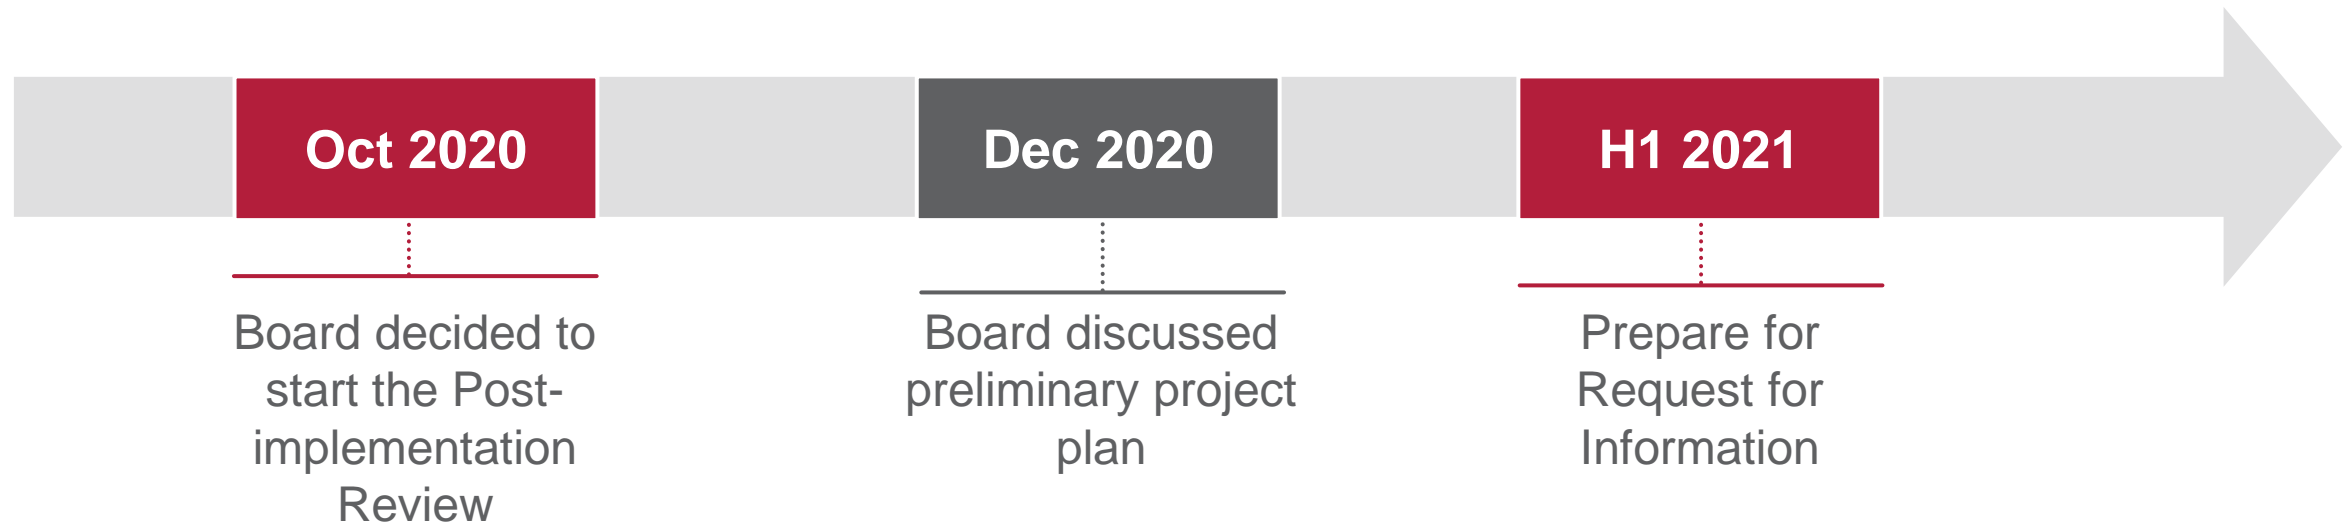 Oct 2020
Dec 2020
H1 2021
Board decided to
start the Post-
implementation
Review
Board discussed
preliminary project
plan
Prepare for
Request for
Information